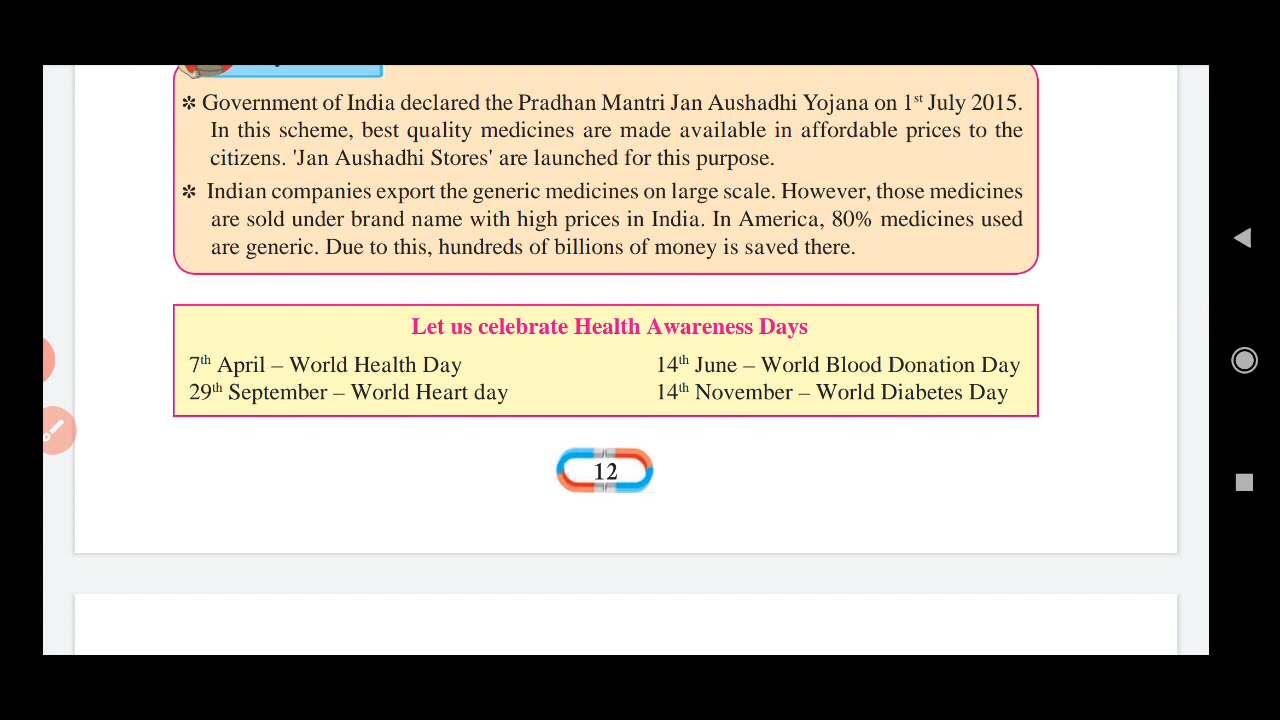 ✻ Government of India declared the Pradhan Mantri Jan Aushadhi Yojana on 1st July 2015.
In this scheme, best quality medicines are made available in affordable prices to the
citizens. 'Jan Aushadhi Stores' are launched for this purpose.
✻ Indian companies export the generic medicines on large scale. However, those medicines
are sold under brand name with high prices in India. In America, 80% medicines used
are generic. Due to this, hundreds of billions of money is saved there.
Let us celebrate Health Awareness Days
7th April – World Health Day 14th June – World Blood Donation Day
29th September – World Heart day 14th November – World Diabetes Day
12